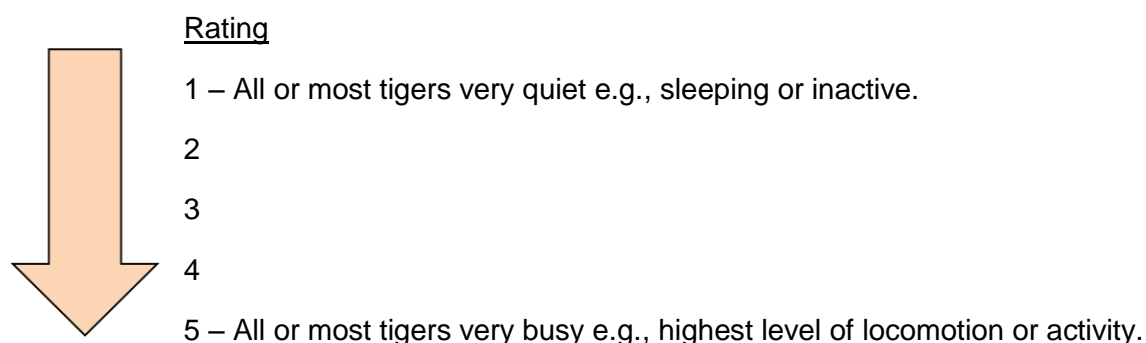 Rating
1 – All or most tigers very quiet e.g., sleeping or inactive.
2
3
4
5 – All or most tigers very busy e.g., highest level of locomotion or activity.